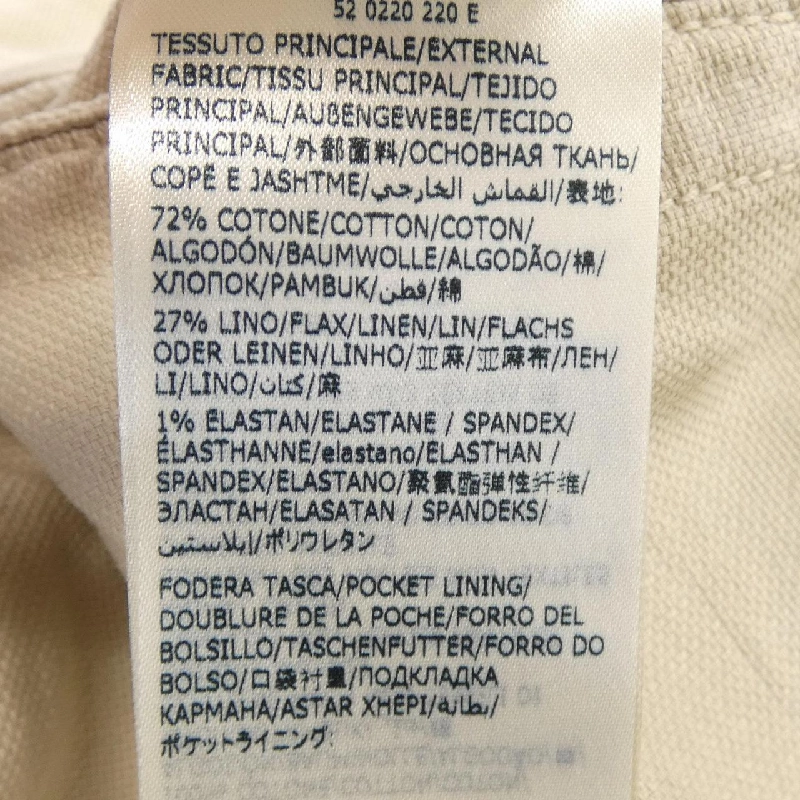 52 0220 220 E
TESSUTO PRINCIPALE/EXTERNAL
FABRIC/TISSU PRINCIPAL/TEJIDO
PRINCIPAL/AUßENGEWEBE/TECIDO
PRINCIPAL/外部面料/ОСНОВНАЯ ТКАНЬ/
COPË E JASHTME/القماش الخارجي/表地:
72% COTONE/COTTON/COTON/
ALGODÓN/BAUMWOLLE/ALGODÃO/棉/
ХЛОПОК/PAMBUK/قطن/綿
27% LINO/FLAX/LINEN/LIN/FLACHS
ODER LEINEN/LINHO/亚麻/亚麻布/ЛЕН/
LI/LINO/كتان/麻
1% ELASTAN/ELASTANE / SPANDEX/
ÉLASTHANNE/elastano/ELASTHAN /
SPANDEX/ELASTANO/聚氨酯弹性纤维/
ЭЛАСТАН/ELASATAN / SPANDEKS/
إيلاستين/ポリウレタン
FODERA TASCA/POCKET LINING/
DOUBLURE DE LA POCHE/FORRO DEL
BOLSILLO/TASCHENFUTTER/FORRO DO
BOLSO/口袋衬量/ПОДКЛАДКА
КАРМАНА/ASTAR XHEPI/بطانة/
ポケットライニング: